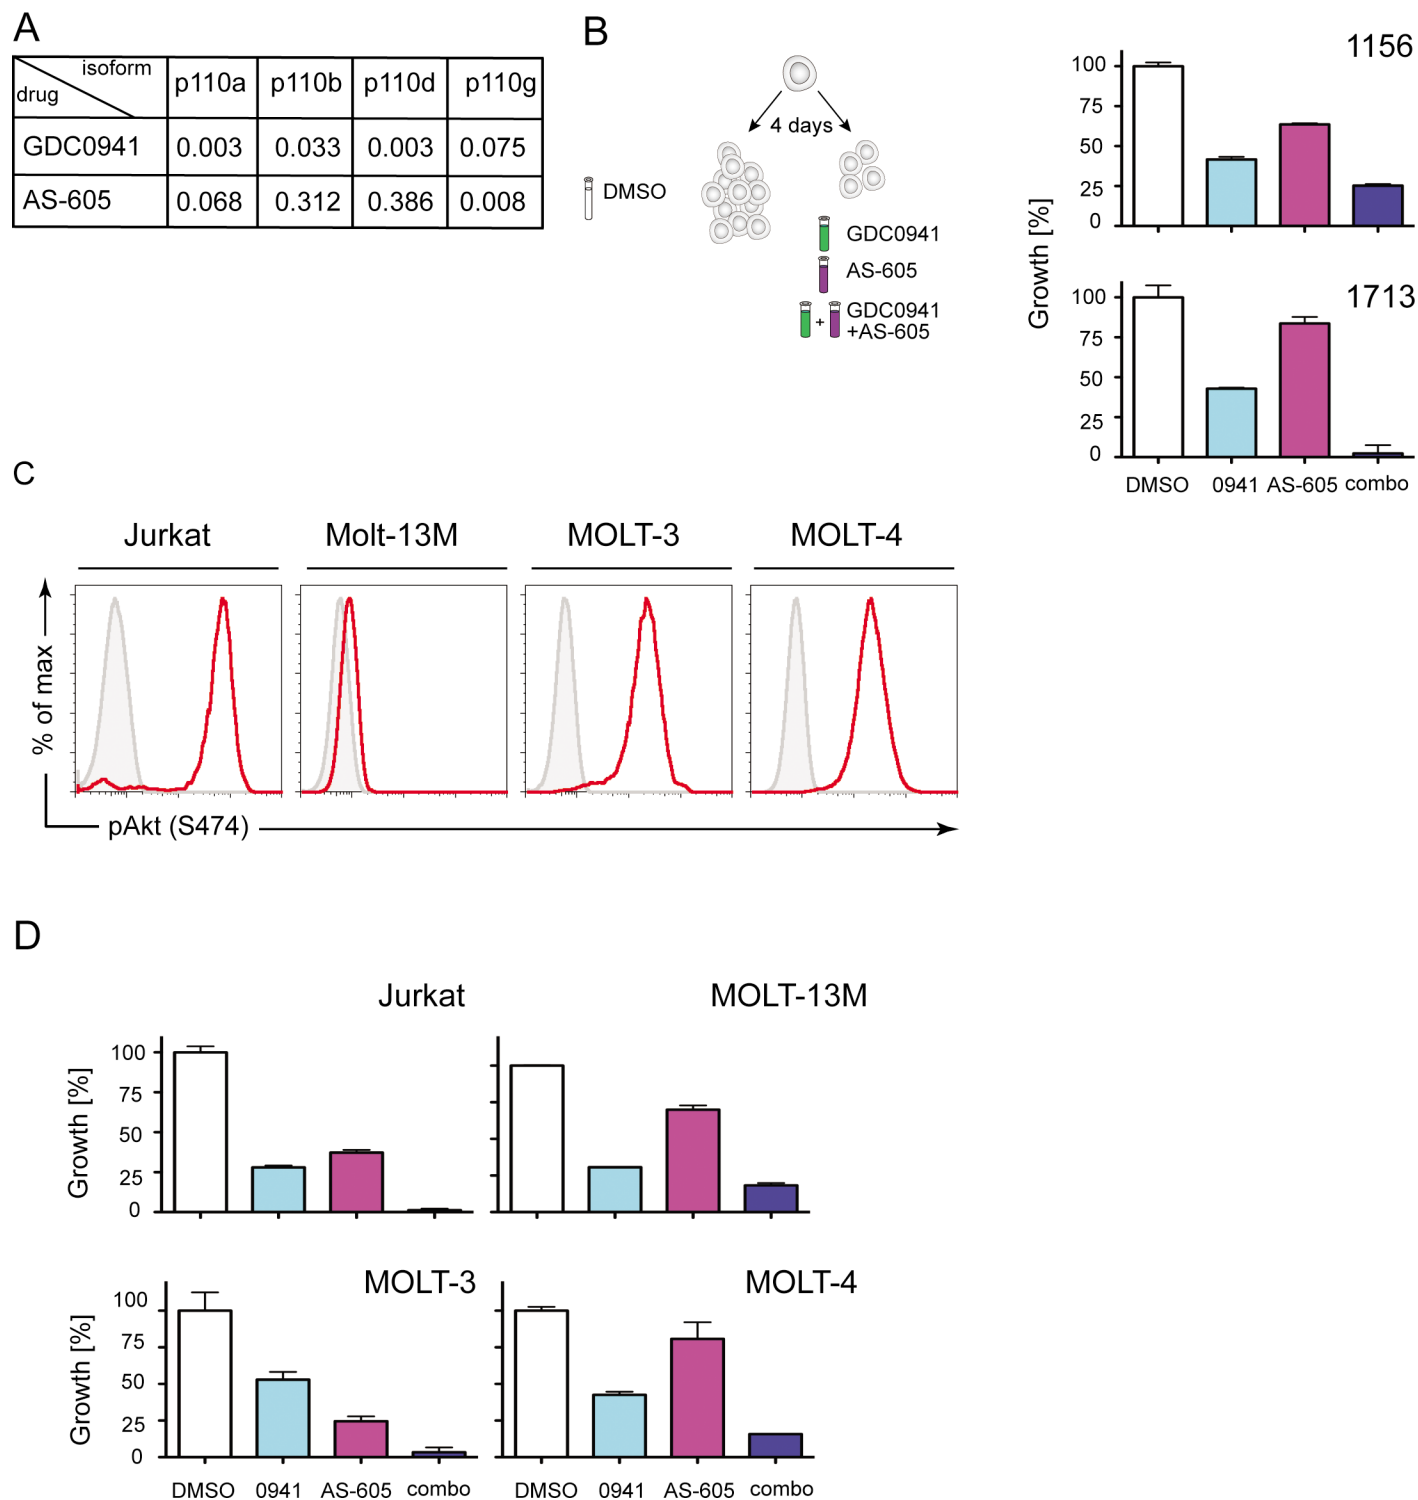 A
isoform
drug
p110a p110b p110d p110g
GDC0941 0.003 0.033 0.003 0.075
AS-605 0.068 0.312 0.386 0.008
B
4 days
DMSO
GDC0941
AS-605
+
GDC0941
+AS-605
1156
Growth [%]
100
75
50
25
0
1713
100
75
50
25
0
DMSO 0941 AS-605 combo
C
Jurkat Molt-13M MOLT-3 MOLT-4
% of max
pAkt (S474)
D
Jurkat
Growth [%]
100
75
50
25
0
MOLT-13M
MOLT-3
Growth [%]
100
75
50
25
0
DMSO 0941 AS-605 combo
MOLT-4
DMSO 0941 AS-605 combo